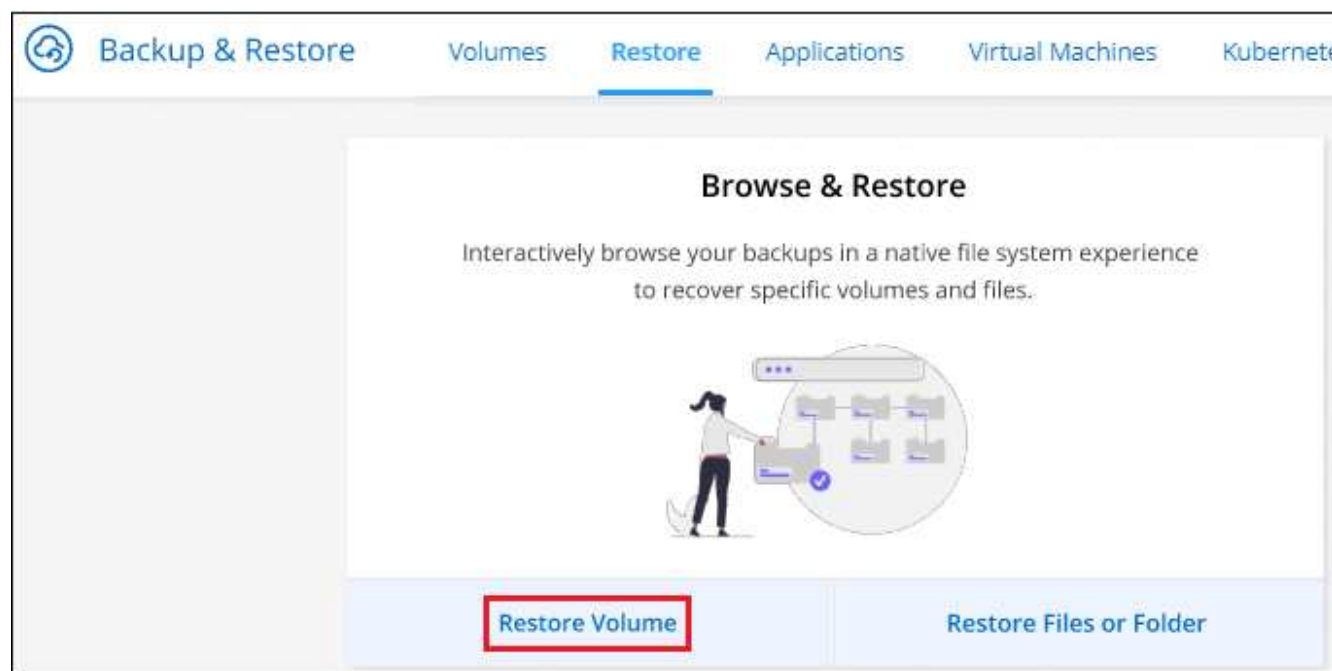 Backup & Restore Volumes Restore Applications Virtual Machines Kubernete
Browse & Restore
Interactively browse your backups in a native file system experience
to recover specific volumes and files.
Restore Volume Restore Files or Folder